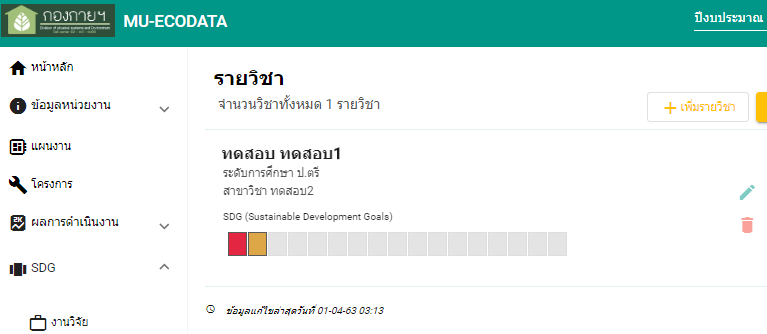 กองกายฯ
Division of physical systems and Environment
MU-ECODATA
ปีงบประมาณ
หน้าหลัก
ข้อมูลหน่วยงาน
แผนงาน
โครงการ
ผลการดำเนินงาน
SDG
งานวิจัย
รายวิชา
จำนวนวิชาทั้งหมด 1 รายวิชา
เพิ่มรายวิชา
ทดสอบ ทดสอบ1
ระดับการศึกษา ป.ตรี
สาขาวิชา ทดสอบ2
SDG (Sustainable Development Goals)
ข้อมูลแก้ไขล่าสุดวันที่ 01-04-63 03:13